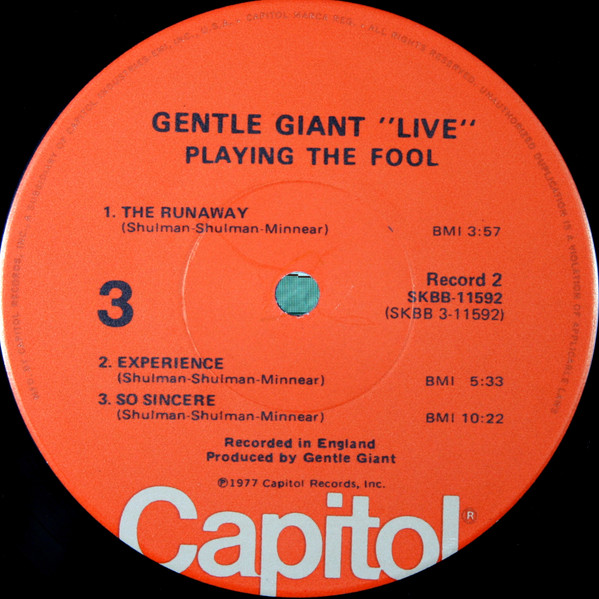 GENTLE GIANT "LIVE"
PLAYING THE FOOL
1. THE RUNAWAY
(Shulman-Shulman-Minnear) BMI 3:57
3
Record 2
SKBB-11592
(SKBB 3-11592)
2. EXPERIENCE
(Shulman-Shulman-Minnear) BMI 5:33
3. SO SINCERE
(Shulman-Shulman-Minnear) BMI 10:22
Recorded in England
Produced by Gentle Giant
℗1977 Capitol Records, Inc.
Capitol®